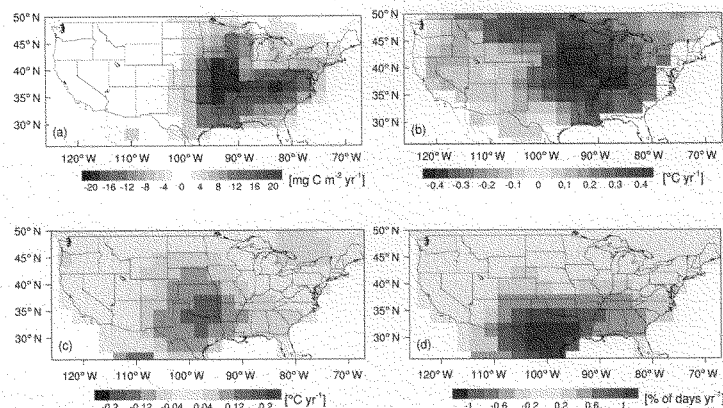 50° N
45° N
40° N
35° N
30° N
(a)
120° W 110° W 100° W 90° W 80° W 70° W
-20 -16 -12 -8 -4 0 4 8 12 16 20 [mg C m⁻² yr⁻¹]
50° N
45° N
40° N
35° N
30° N
(b)
120° W 110° W 100° W 90° W 80° W 70° W
-0.4 -0.3 -0.2 -0.1 0 0.1 0.2 0.3 0.4 [°C yr⁻¹]
50° N
45° N
40° N
35° N
30° N
(c)
120° W 110° W 100° W 90° W 80° W 70° W
-0.2 -0.12 -0.04 0.04 0.12 0.2 [°C yr⁻¹]
50° N
45° N
40° N
35° N
30° N
(d)
120° W 110° W 100° W 90° W 80° W 70° W
-1 -0.6 -0.2 0.2 0.6 1 [% of days yr⁻¹